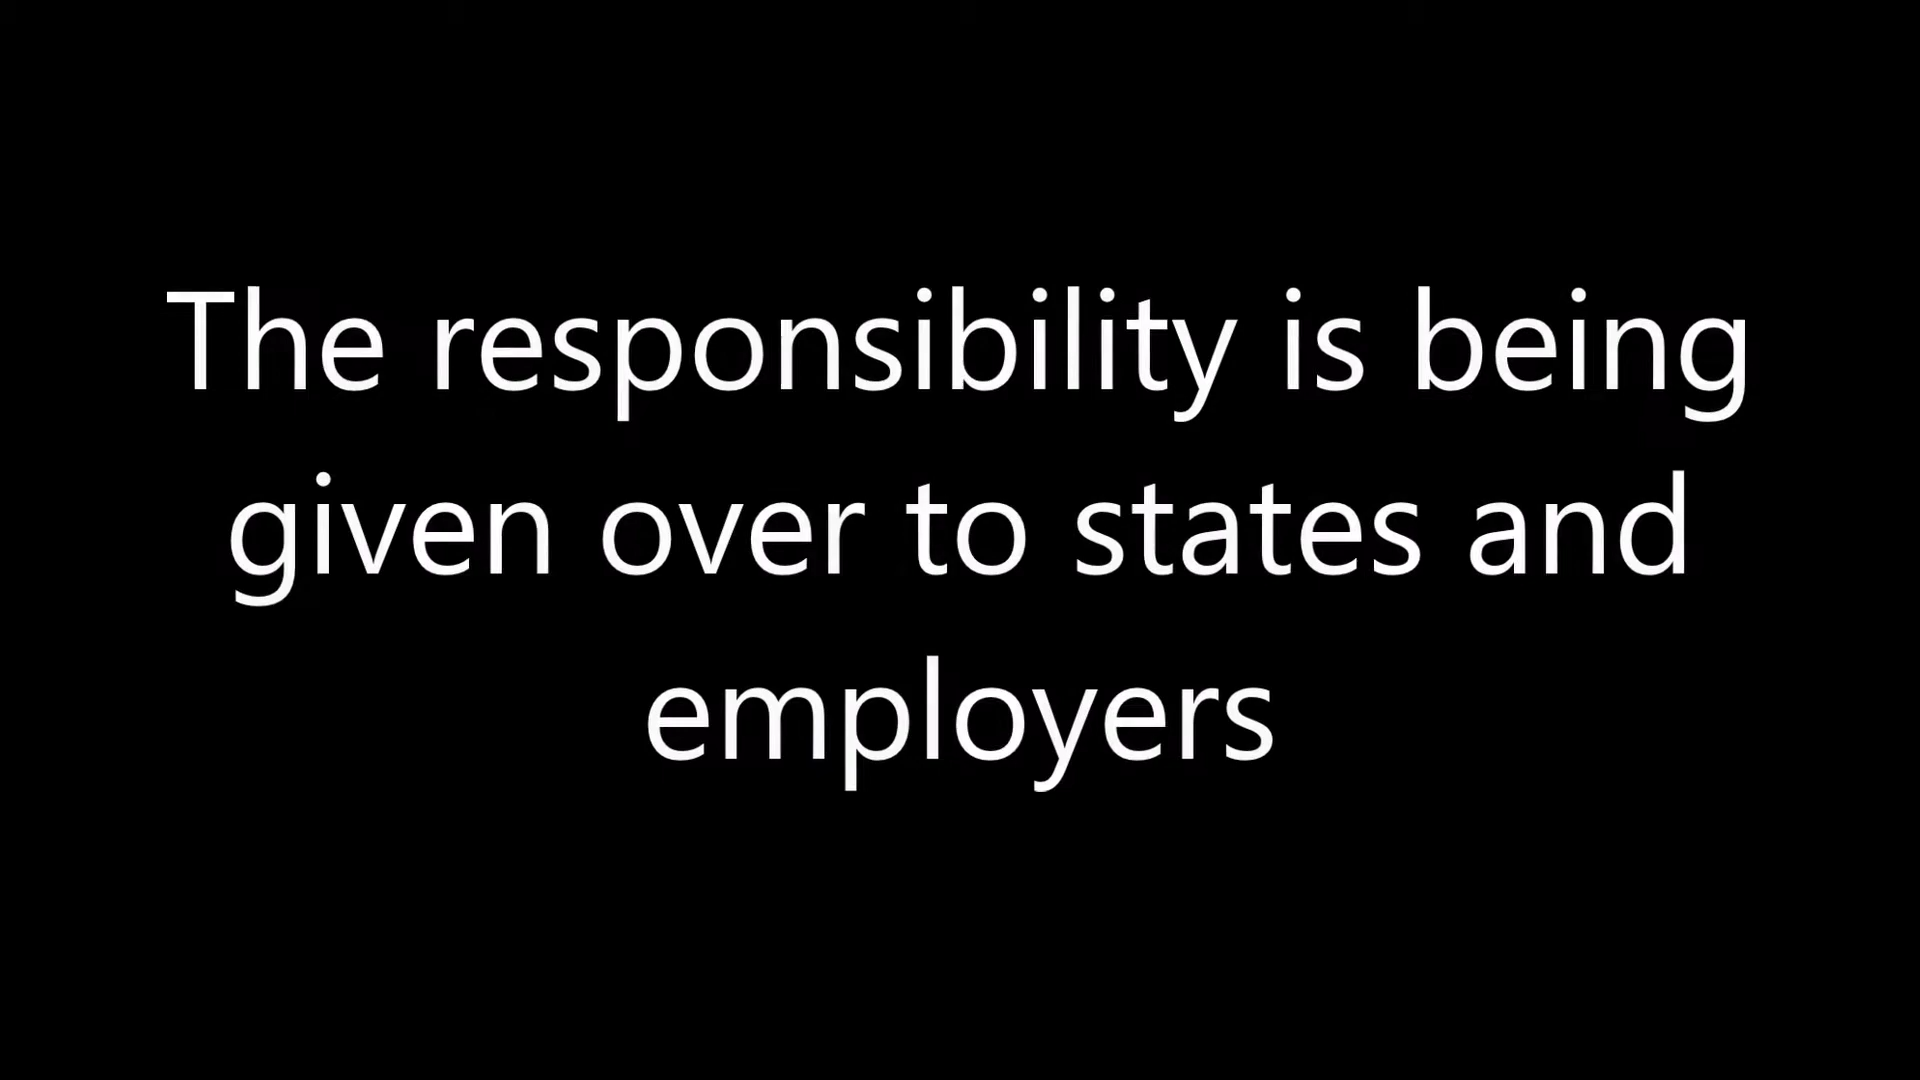 The responsibility is being
given over to states and
employers